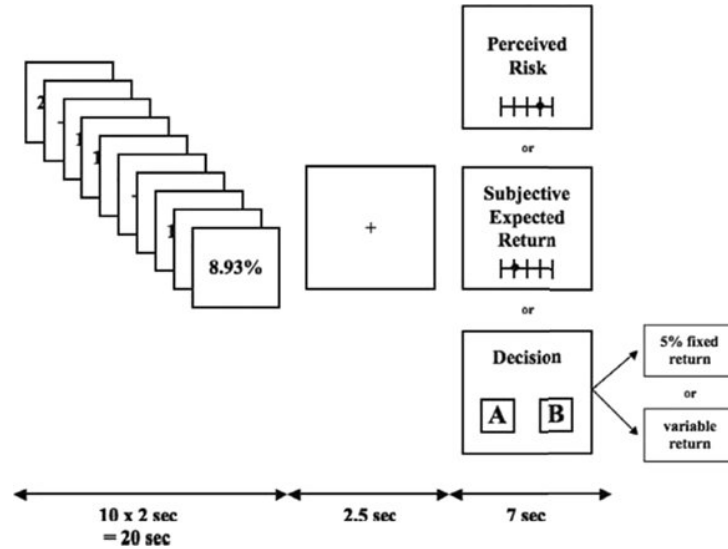 8.93%
+
Perceived
Risk
or
Subjective
Expected
Return
or
Decision
A B
5% fixed
return
or
variable
return
10 x 2 sec
= 20 sec
2.5 sec
7 sec